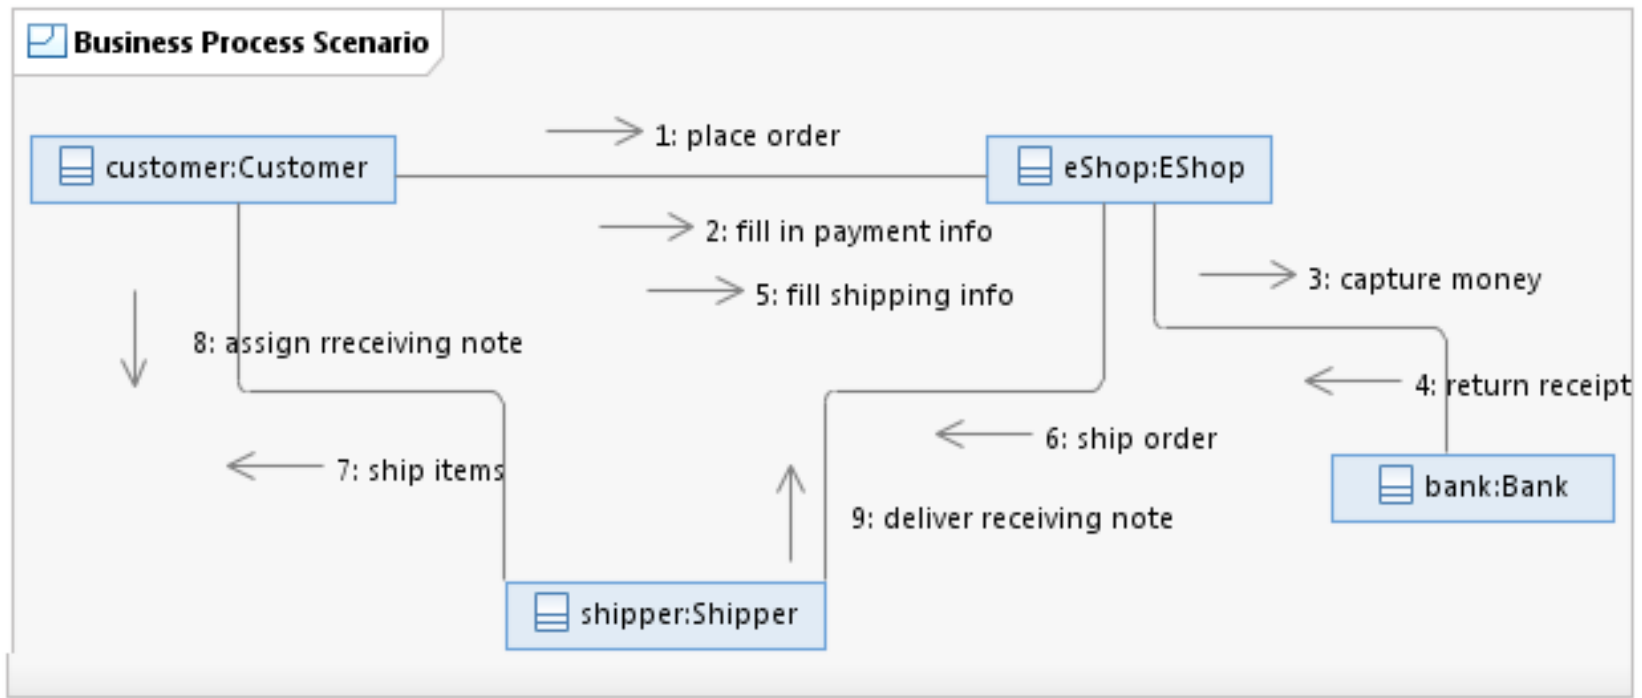 Business Process Scenario
1: place order
customer:Customer
eShop:EShop
2: fill in payment info
3: capture money
5: fill shipping info
8: assign rreceiving note
4: return receipt
6: ship order
7: ship items
bank:Bank
9: deliver receiving note
shipper:Shipper